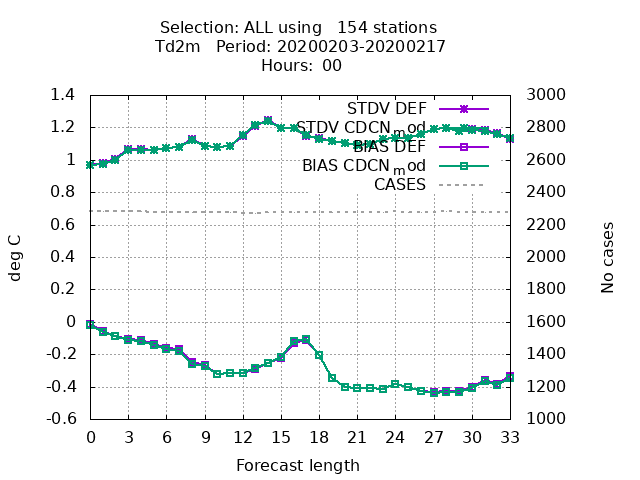 Selection: ALL using   154 stations
Td2m   Period: 20200203-20200217
Hours: 00
1.4
1.2
1
0.8
0.6
0.4
0.2
0
-0.2
-0.4
-0.6
deg C
STDV DEF
STDV CDCNmod
BIAS DEF
BIAS CDCNmod
CASES
3000
2800
2600
2400
2200
2000
1800
1600
1400
1200
1000
No cases
0 3 6 9 12 15 18 21 24 27 30 33
Forecast length